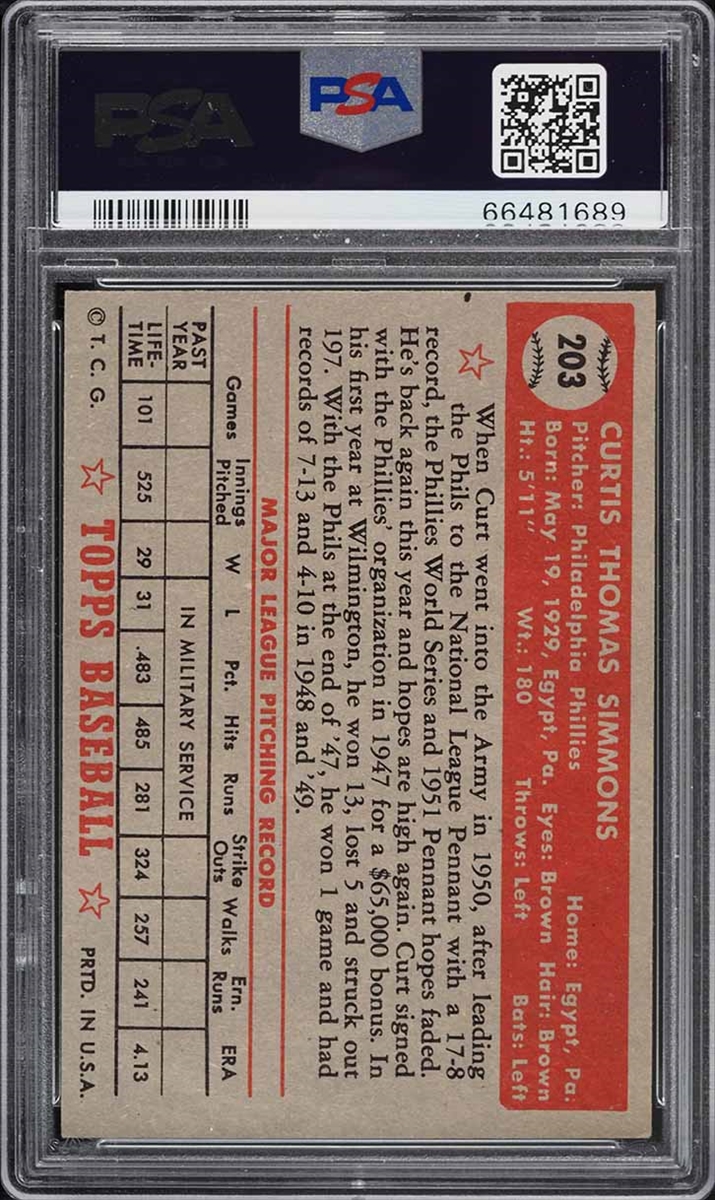 PSA
PSA
66481689
203
CURTIS THOMAS SIMMONS
Pitcher: Philadelphia Phillies Home: Egypt, Pa.
Born: May 19, 1929, Egypt, Pa. Eyes: Brown Hair: Brown
Ht.: 5'11" Wt.: 180 Throws: Left Bats: Left
When Curt went into the Army in 1950, after leading
the Phils to the National League Pennant with a 17-8
record, the Phillies World Series and 1951 Pennant hopes faded.
He's back again this year and hopes are high again. Curt signed
with the Phillies' organization in 1947 for a $65,000 bonus. In
his first year at Wilmington, he won 13, lost 5 and struck out
197. With the Phils at the end of '47, he won 1 game and had
records of 7-13 and 4-10 in 1948 and '49.
MAJOR LEAGUE PITCHING RECORD
Games Innings Pitched W L Pct. Hits Runs Strike Outs Walks Ern. Runs ERA
PAST YEAR IN MILITARY SERVICE
LIFE-TIME 101 525 29 31 .483 485 281 324 257 241 4.13
© T. C. G. TOPPS BASEBALL PRTD. IN U.S.A.